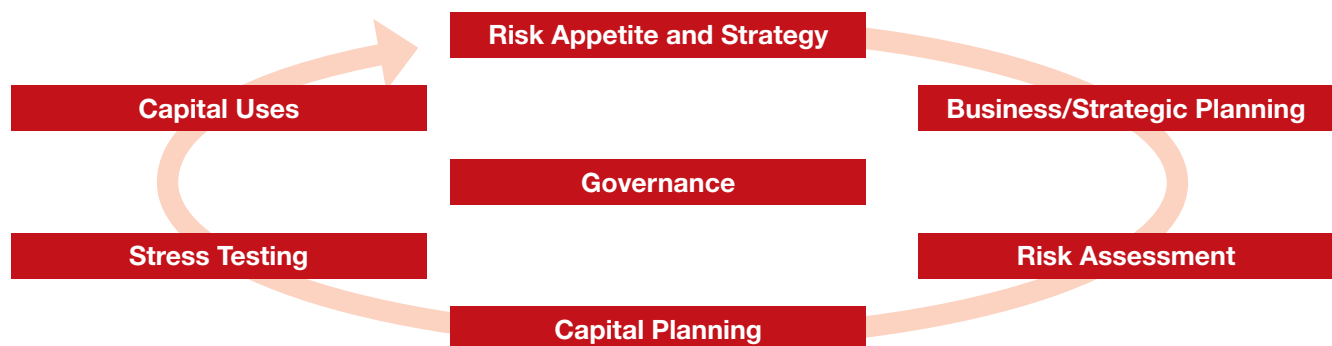 Risk Appetite and Strategy
Capital Uses
Business/Strategic Planning
Governance
Stress Testing
Risk Assessment
Capital Planning